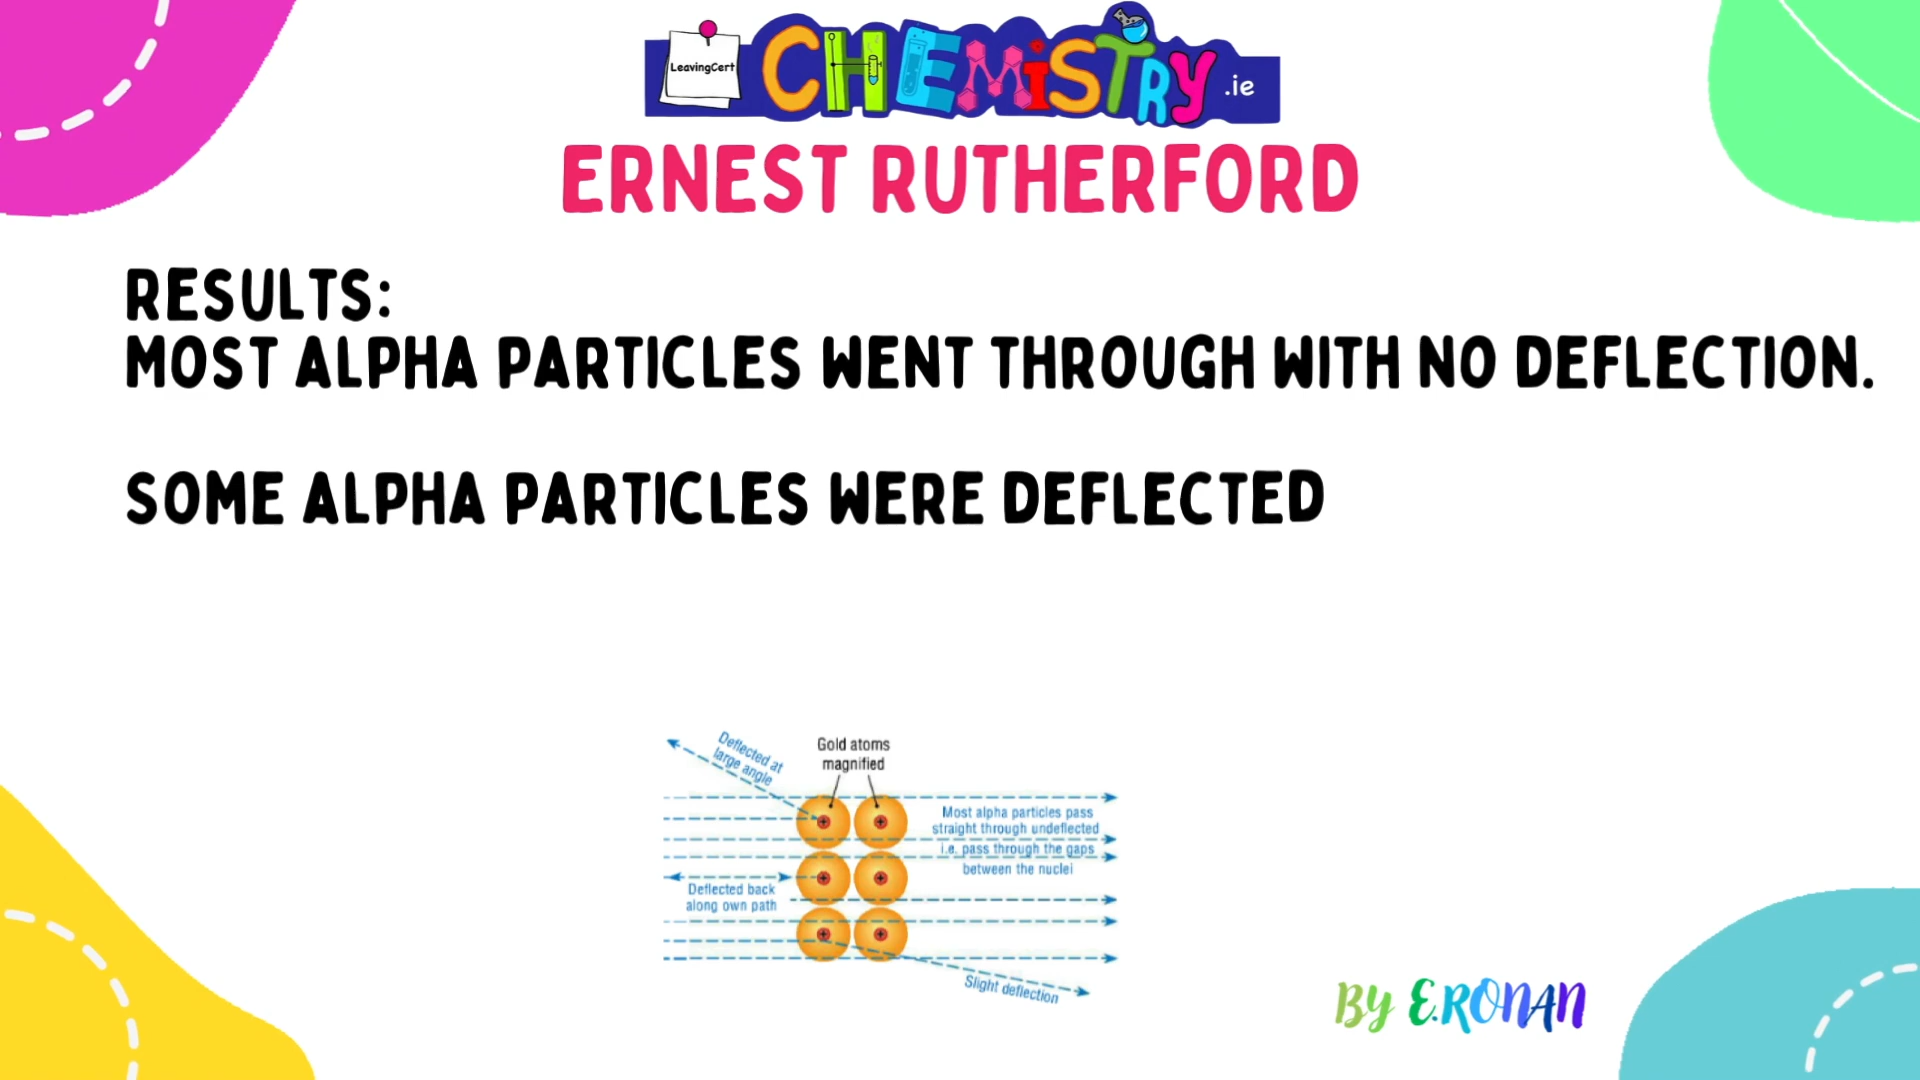 LeavingCert
CHEMISTRY
.ie
ERNEST RUTHERFORD
RESULTS:
MOST ALPHA PARTICLES WENT THROUGH WITH NO DEFLECTION.
SOME ALPHA PARTICLES WERE DEFLECTED
Deflected at
large angle
Gold atoms
magnified
Most alpha particles pass
straight through undeflected
i.e. pass through the gaps
between the nuclei
Deflected back
along own path
Slight deflection
By E.RONAN